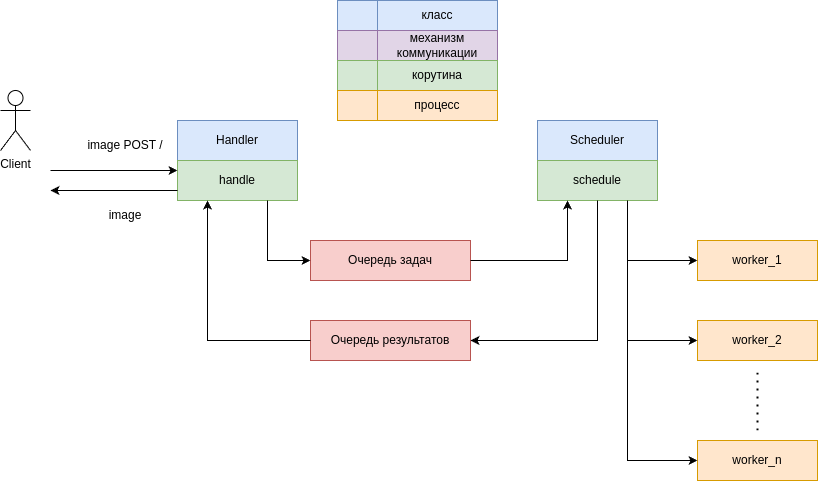 класс
механизм
коммуникации
корутина
процесс
Client
image POST /
image
Handler
handle
Scheduler
schedule
Очередь задач
Очередь результатов
worker_1
worker_2
worker_n